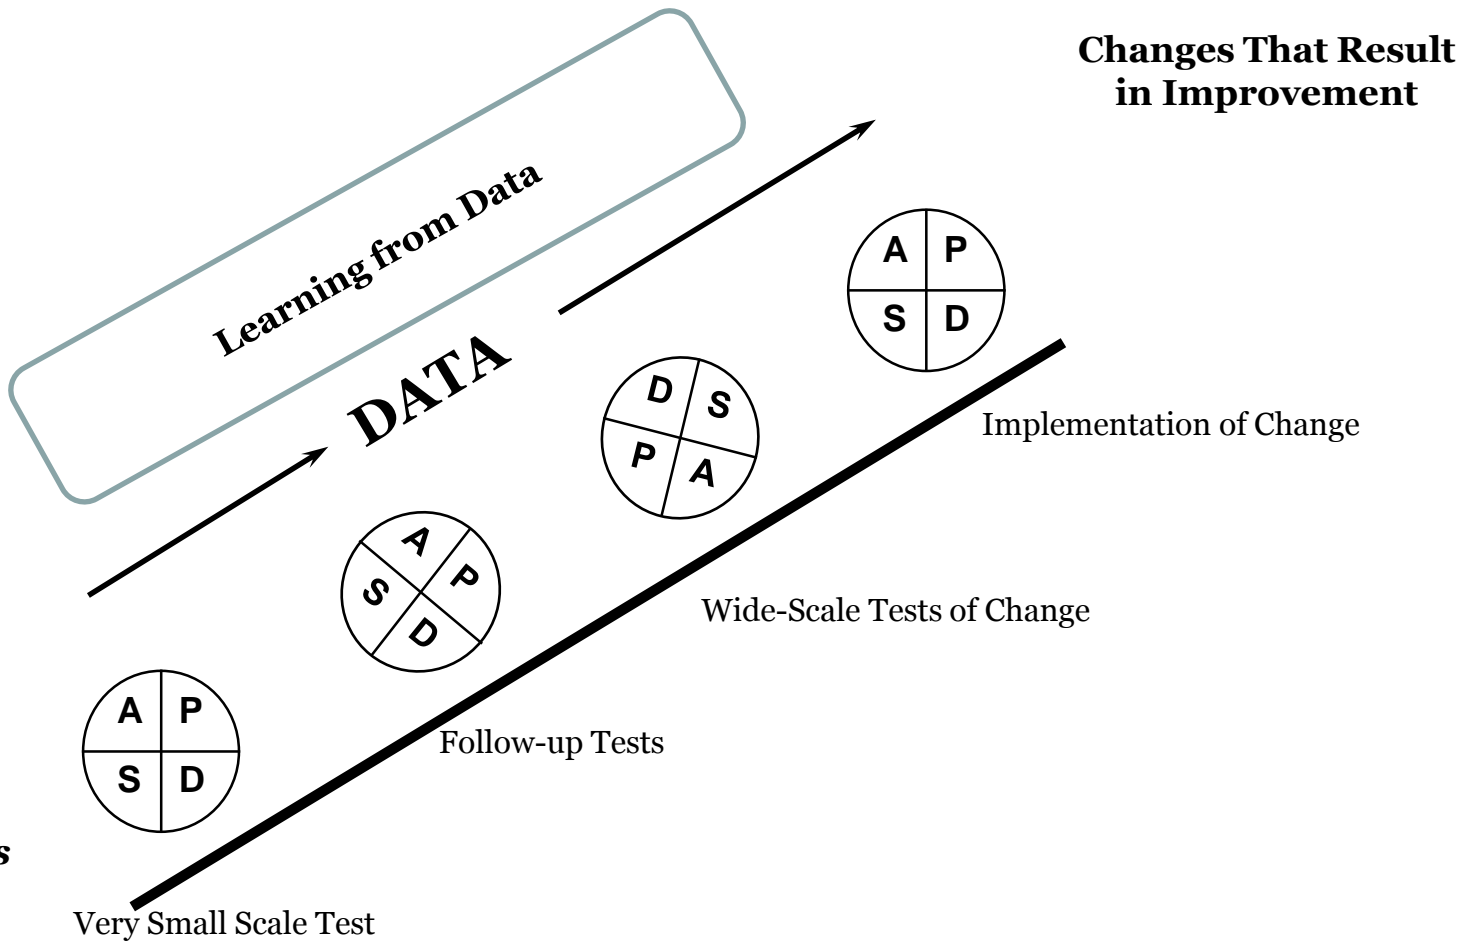 Changes That Result
in Improvement
Learning from Data
DATA
A P
S D
D S
P A
Implementation of Change
A P
S D
Wide-Scale Tests of Change
A P
S D
Follow-up Tests
s
Very Small Scale Test